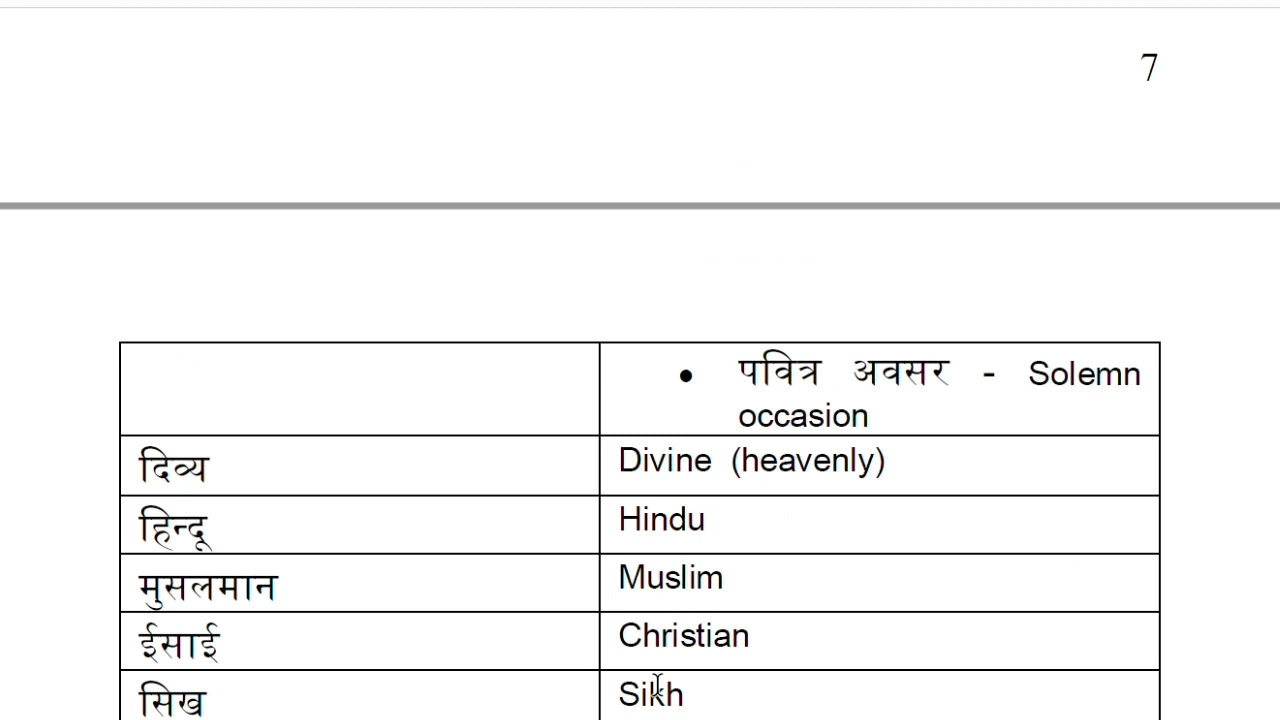 7
• पवित्र अवसर - Solemn
occasion
दिव्य Divine (heavenly)
हिन्दू Hindu
मुसलमान Muslim
ईसाई Christian
सिख Sikh